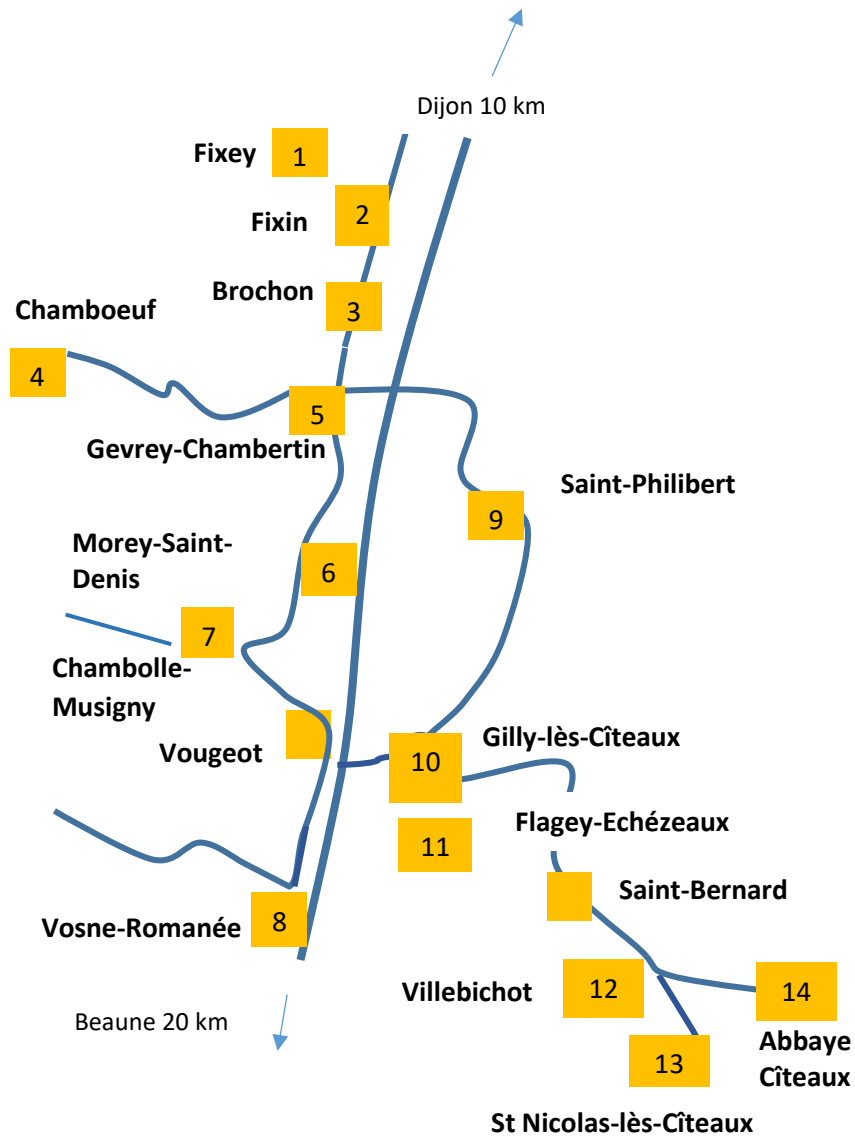 Dijon 10 km
Fixey
1
2
Fixin
Brochon
3
Chamboeuf
4
5
Gevrey-Chambertin
Saint-Philibert
9
Morey-Saint-
Denis
6
7
Chambolle-
Musigny
Vougeot
Gilly-lès-Cîteaux
10
Flagey-Echézeaux
11
Saint-Bernard
8
Vosne-Romanée
Villebichot
12
14
Beaune 20 km
Abbaye
Cîteaux
13
St Nicolas-lès-Cîteaux